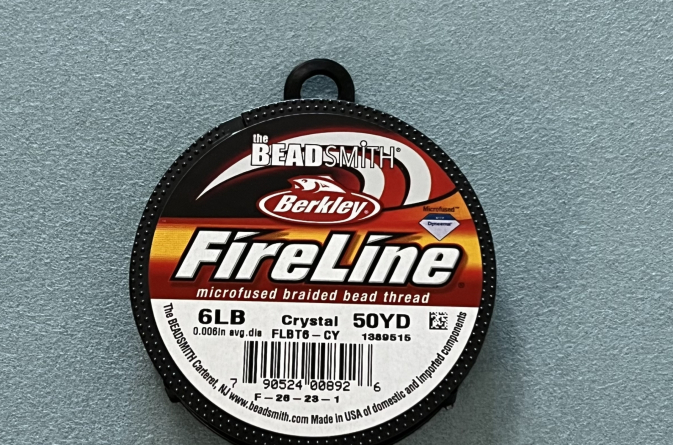 the
BEADSMITH®
Berkley®
Microfused™
Dyneema
FireLine®
microfused braided bead thread
6LB Crystal 50YD
0.006in avg.dia FLBT6-CY 1389515
7 90524 00892 6
F-26-23-1
The BEADSMITH Carteret, NJ www.beadsmith.com Made in USA of domestic and imported components